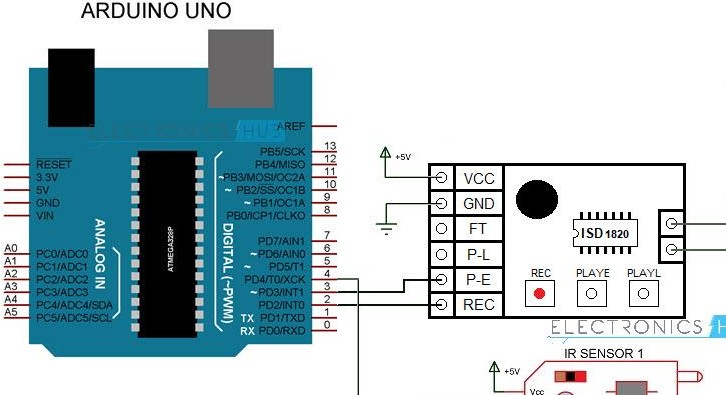 ARDUINO UNO
ELECTRONICS HUB
AREF
PB5/SCK 13
PB4/MISO 12
~PB3/MOSI/OC2A 11
~ PB2/SS/OC1B 10
~ PB1/OC1A 9
PB0/ICP1/CLKO 8
PD7/AIN1 7
~ PD6/AIN0 6
~ PD5/T1 5
PD4/T0/XCK 4
~ PD3/INT1 3
PD2/INT0 2
TX PD1/TXD 1
RX PD0/RXD 0
RESET
3.3V
5V
GND
VIN
A0 PC0/ADC0
A1 PC1/ADC1
A2 PC2/ADC2
A3 PC3/ADC3
A4 PC4/ADC4/SDA
A5 PC5/ADC5/SCL
ANALOG IN
ATMEGA328P
DIGITAL (~PWM)
+5V
VCC
GND
FT
P-L
P-E
REC
ISD1820
REC PLAYE PLAYL
ELECTRONICS H
IR SENSOR 1
+5V
Vcc